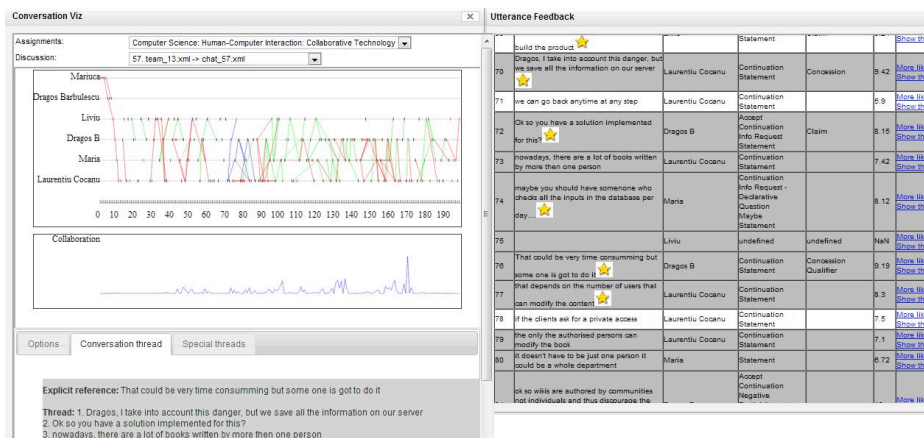 Conversation Viz
Assignments:
Computer Science: Human-Computer Interaction: Collaborative Technology
Discussion:
57. team_13.xml -> chat_57.xml
Mariuca
Dragos Barbulescu
Liviu
Dragos B
Maria
Laurentiu Cocanu
0 10 20 30 40 50 60 70 80 90 100 110 120 130 140 150 160 170 180 190
Collaboration
Options
Conversation thread
Special threads
Explicit reference: That could be very time consumming but some one is got to do it
Thread: 1. Dragos, I take into account this danger, but we save all the information on our server
2. Ok so you have a solution implemented for this?
3. nowadays, there are a lot of books written by more then one person
Utterance Feedback
build the product
Statement
Show th
70
Dragos, I take into account this danger, but
we save all the information on our server
Laurentiu Cocanu
Continuation
Statement
Concession
9.42
More lik
Show th
71
we can go back anytime at any step
Laurentiu Cocanu
Continuation
Statement
5.9
More lik
Show th
72
Ok so you have a solution implemented
for this?
Dragos B
Accept
Continuation
Info Request
Statement
Claim
8.15
More lik
Show th
73
nowadays, there are a lot of books written
by more then one person
Laurentiu Cocanu
Continuation
Statement
7.42
More lik
Show th
74
maybe you should have somenone who
checks all the inputs in the database per
day....
Maria
Continuation
Info Request -
Declarative
Question
Maybe
Statement
8.12
More lik
Show th
75
Liviu
undefined
undefined
NaN
More lik
Show th
76
That could be very time consumming but
some one is got to do it
Dragos B
Continuation
Statement
Concession
Qualifier
9.19
More lik
Show th
77
that depends on the number of users that
can modify the content
Laurentiu Cocanu
Continuation
Statement
8.3
More lik
Show th
78
if the clients ask for a private access
Laurentiu Cocanu
Continuation
Statement
7.5
More lik
Show th
79
the only the authorised persons can
modify the book
Laurentiu Cocanu
Continuation
Statement
7.1
More lik
Show th
80
it doesn't have to be just one person it
could be a whole department
Maria
Statement
6.72
More lik
Show th
ok so wikis are authored by communities
not individuals and thus discourage the
Accept
Continuation
Negative
More lik